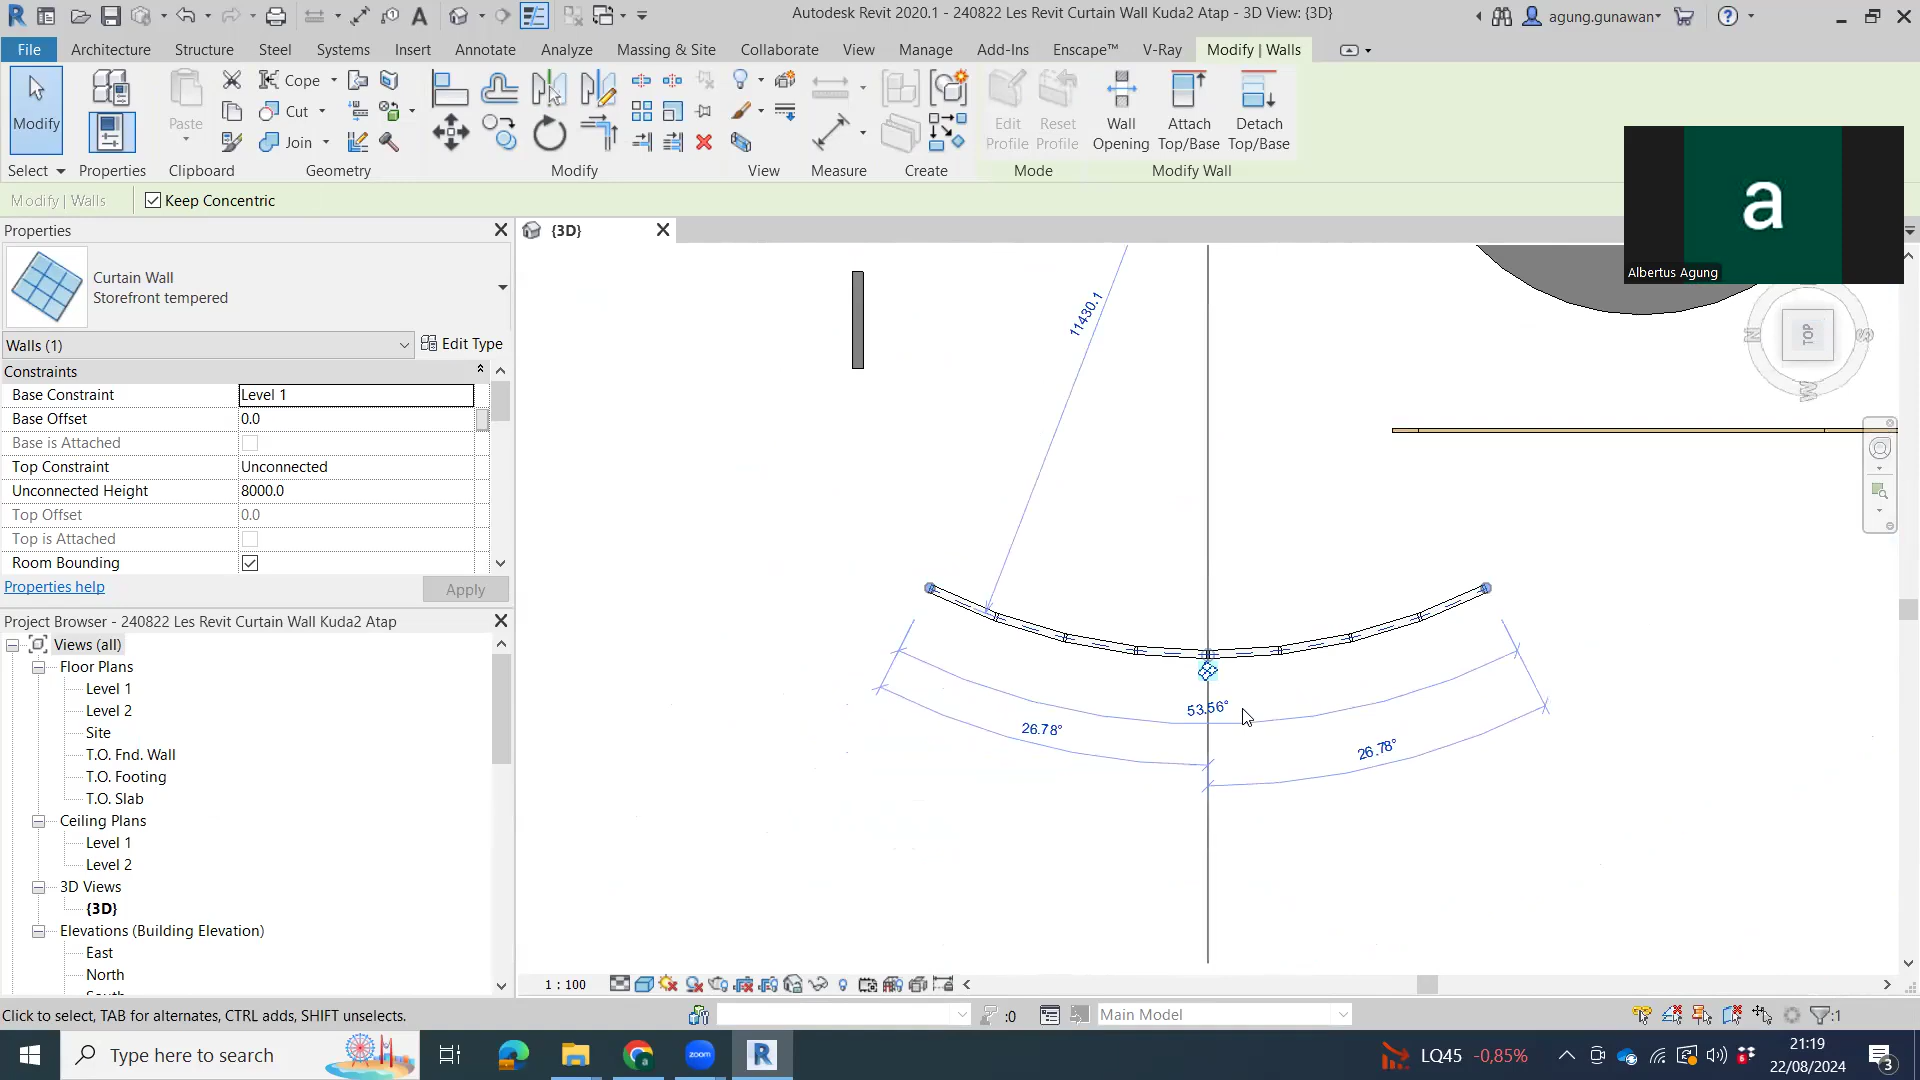 Autodesk Revit 2020.1 - 240822 Les Revit Curtain Wall Kuda2 Atap - 3D View: {3D}
agung.gunawan
File Architecture Structure Steel Systems Insert Annotate Analyze Massing & Site Collaborate View Manage Add-Ins Enscape™ V-Ray Modify | Walls
Modify
Paste
Cope
Cut
Join
Edit Profile
Reset Profile
Wall Opening
Attach Top/Base
Detach Top/Base
Select Properties Clipboard Geometry Modify View Measure Create Mode Modify Wall
Modify | Walls Keep Concentric
a
Albertus Agung
Properties
{3D}
Curtain Wall
Storefront tempered
Walls (1) Edit Type
Constraints
Base Constraint Level 1
Base Offset 0.0
Base is Attached
Top Constraint Unconnected
Unconnected Height 8000.0
Top Offset 0.0
Top is Attached
Room Bounding
Properties help Apply
Project Browser - 240822 Les Revit Curtain Wall Kuda2 Atap
Views (all)
Floor Plans
Level 1
Level 2
Site
T.O. Fnd. Wall
T.O. Footing
T.O. Slab
Ceiling Plans
Level 1
Level 2
3D Views
{3D}
Elevations (Building Elevation)
East
North
11430.1
TOP
N
S
W
53.56°
26.78°
26.78°
1 : 100
Click to select, TAB for alternates, CTRL adds, SHIFT unselects.
:0
Main Model
:1
Type here to search
zoom
LQ45 -0,85%
21:19
22/08/2024
3